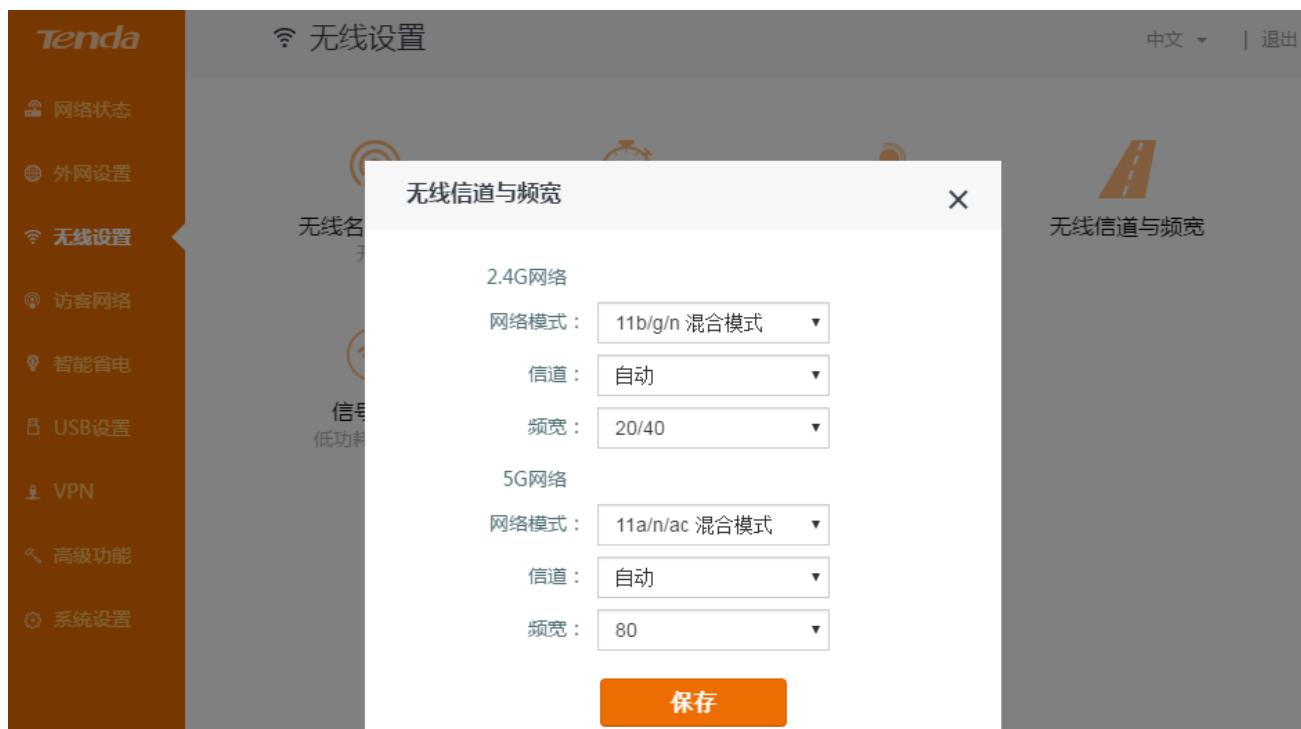 Tenda
无线设置
中文
| 退出
网络状态
外网设置
无线设置
访客网络
智能省电
USB设置
VPN
高级功能
系统设置
无线名
无线信道与频宽
信号
低功耗
无线信道与频宽
×
2.4G网络
网络模式： 11b/g/n 混合模式
信道： 自动
频宽： 20/40
5G网络
网络模式： 11a/n/ac 混合模式
信道： 自动
频宽： 80
保存